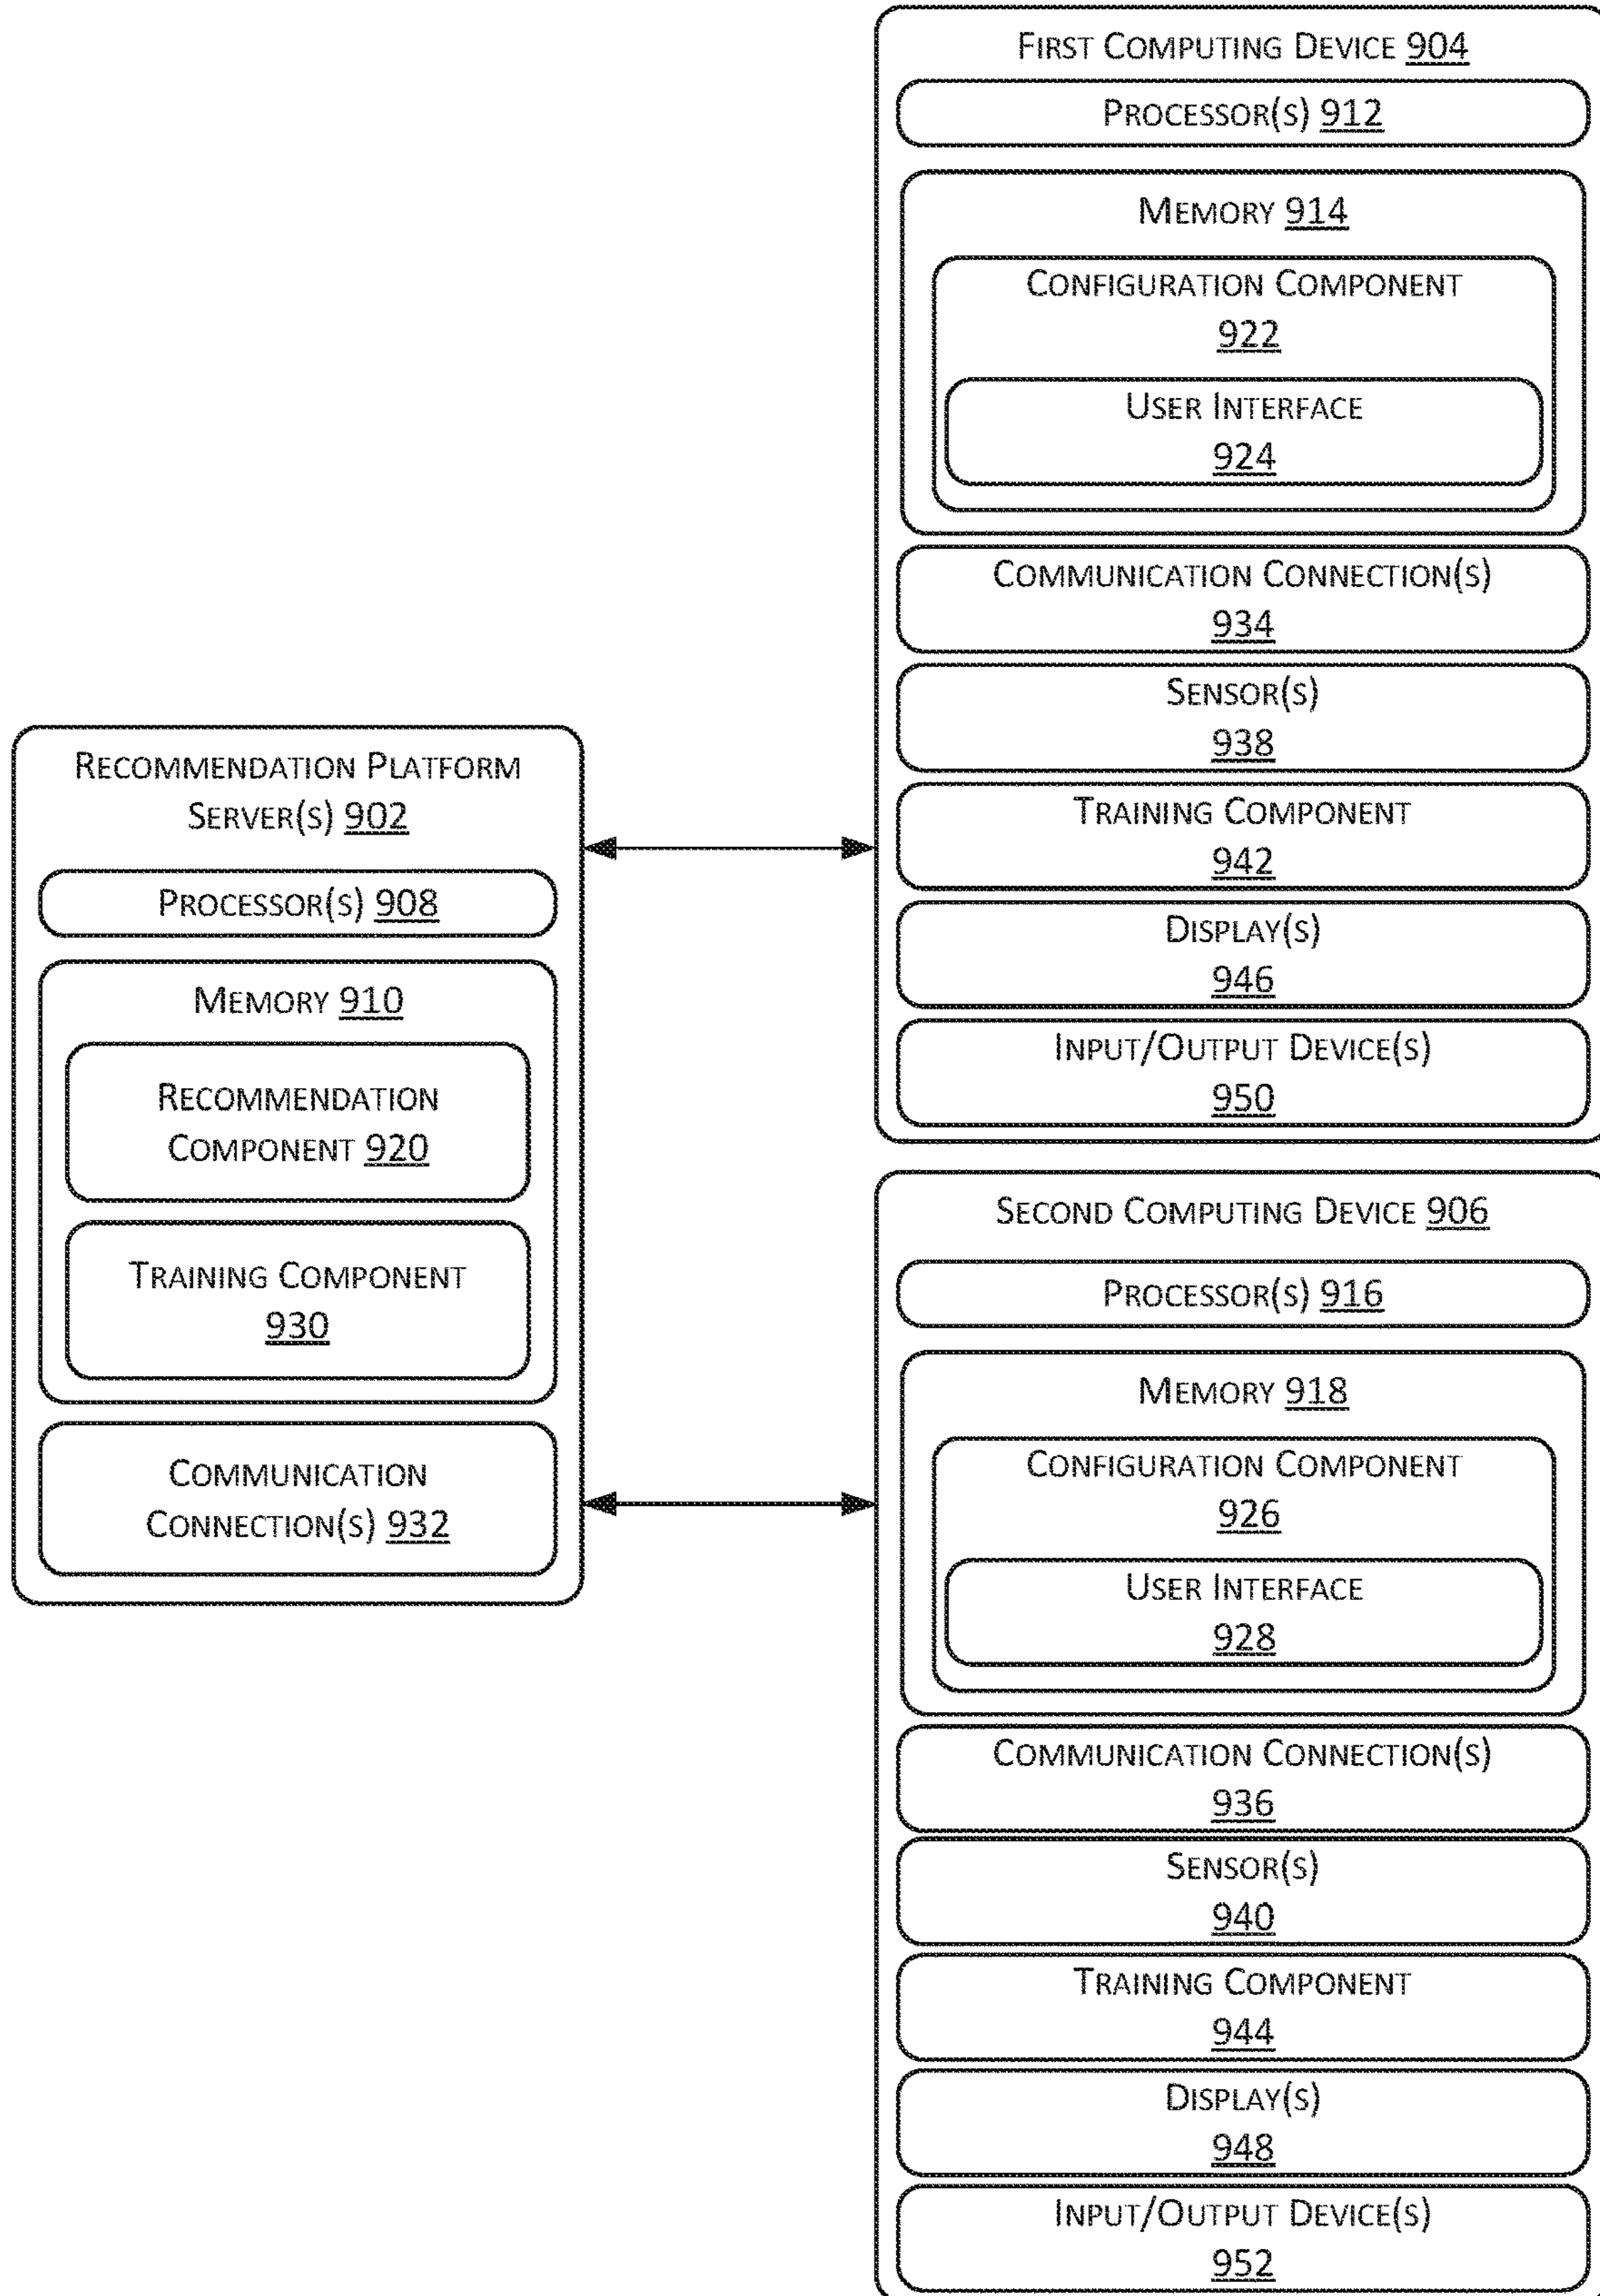 RECOMMENDATION PLATFORM
SERVER(S) 902
PROCESSOR(S) 908
MEMORY 910
RECOMMENDATION
COMPONENT 920
TRAINING COMPONENT
930
COMMUNICATION
CONNECTION(S) 932
FIRST COMPUTING DEVICE 904
PROCESSOR(S) 912
MEMORY 914
CONFIGURATION COMPONENT
922
USER INTERFACE
924
COMMUNICATION CONNECTION(S)
934
SENSOR(S)
938
TRAINING COMPONENT
942
DISPLAY(S)
946
INPUT/OUTPUT DEVICE(S)
950
SECOND COMPUTING DEVICE 906
PROCESSOR(S) 916
MEMORY 918
CONFIGURATION COMPONENT
926
USER INTERFACE
928
COMMUNICATION CONNECTION(S)
936
SENSOR(S)
940
TRAINING COMPONENT
944
DISPLAY(S)
948
INPUT/OUTPUT DEVICE(S)
952